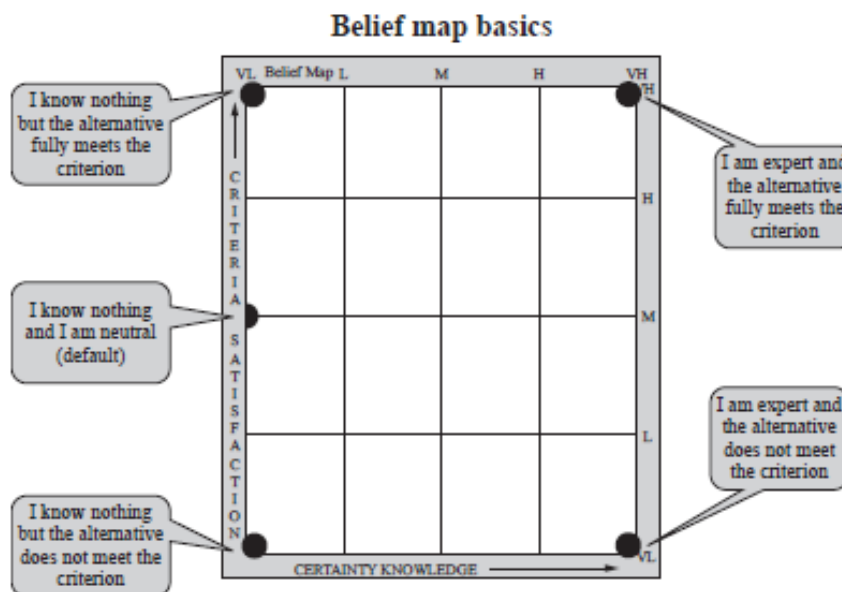 Belief map basics
VL Belief Map L M H VH
VH
I know nothing
but the alternative
fully meets the
criterion
I am expert and
the alternative
fully meets the
criterion
H
CRITERIA SATISFACTION
I know nothing
and I am neutral
(default)
M
L
I am expert and
the alternative
does not meet
the criterion
I know nothing
but the alternative
does not meet the
criterion
VL
CERTAINTY KNOWLEDGE